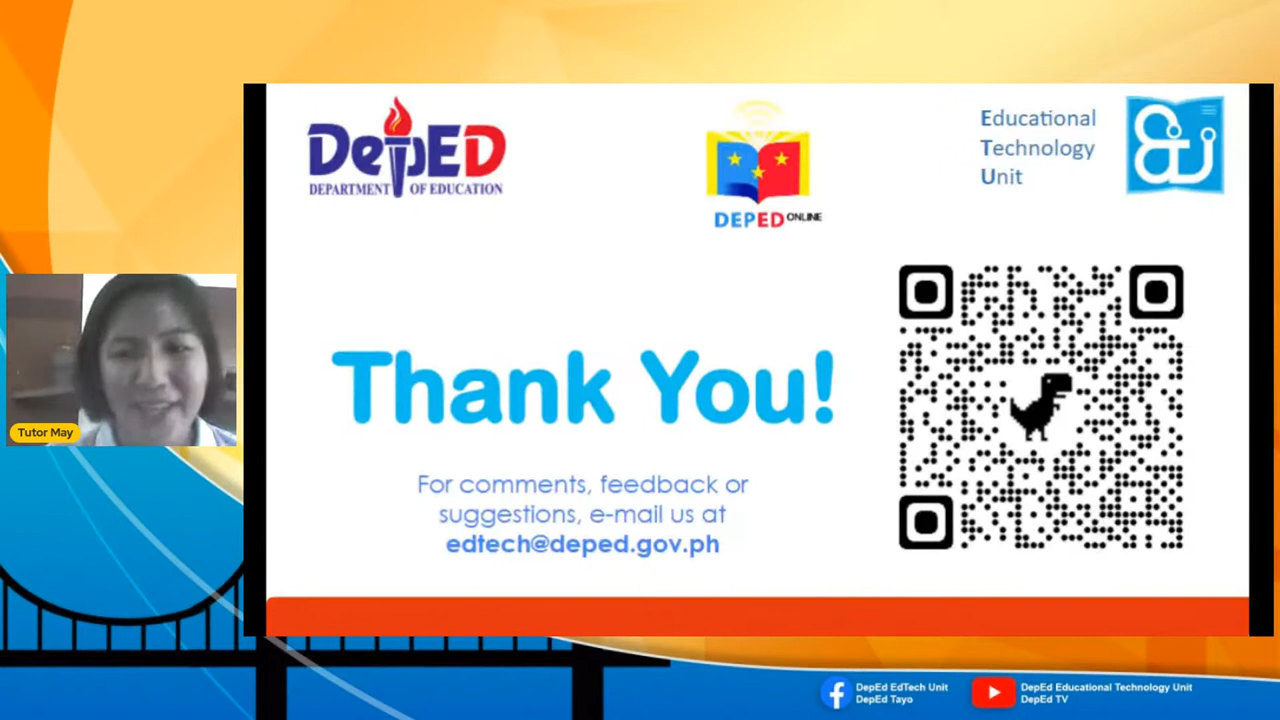 DepED
DEPARTMENT OF EDUCATION
DEPED ONLINE
Educational
Technology
Unit
Thank You!
For comments, feedback or
suggestions, e-mail us at
edtech@deped.gov.ph
Tutor May
DepEd EdTech Unit
DepEd Tayo
DepEd Educational Technology Unit
DepEd TV